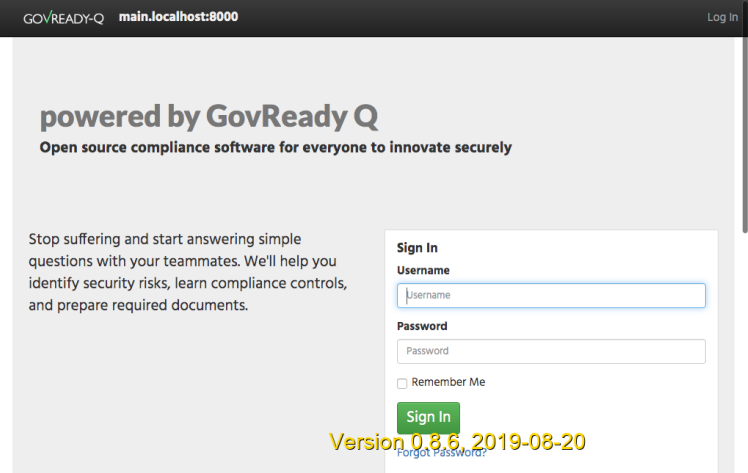 GOVREADY-Q main.localhost:8000 Log In
powered by GovReady Q
Open source compliance software for everyone to innovate securely
Stop suffering and start answering simple
questions with your teammates. We'll help you
identify security risks, learn compliance controls,
and prepare required documents.
Sign In
Username
Username
Password
Password
Remember Me
Sign In
Version 0.8.6, 2019-08-20
Forgot Password?